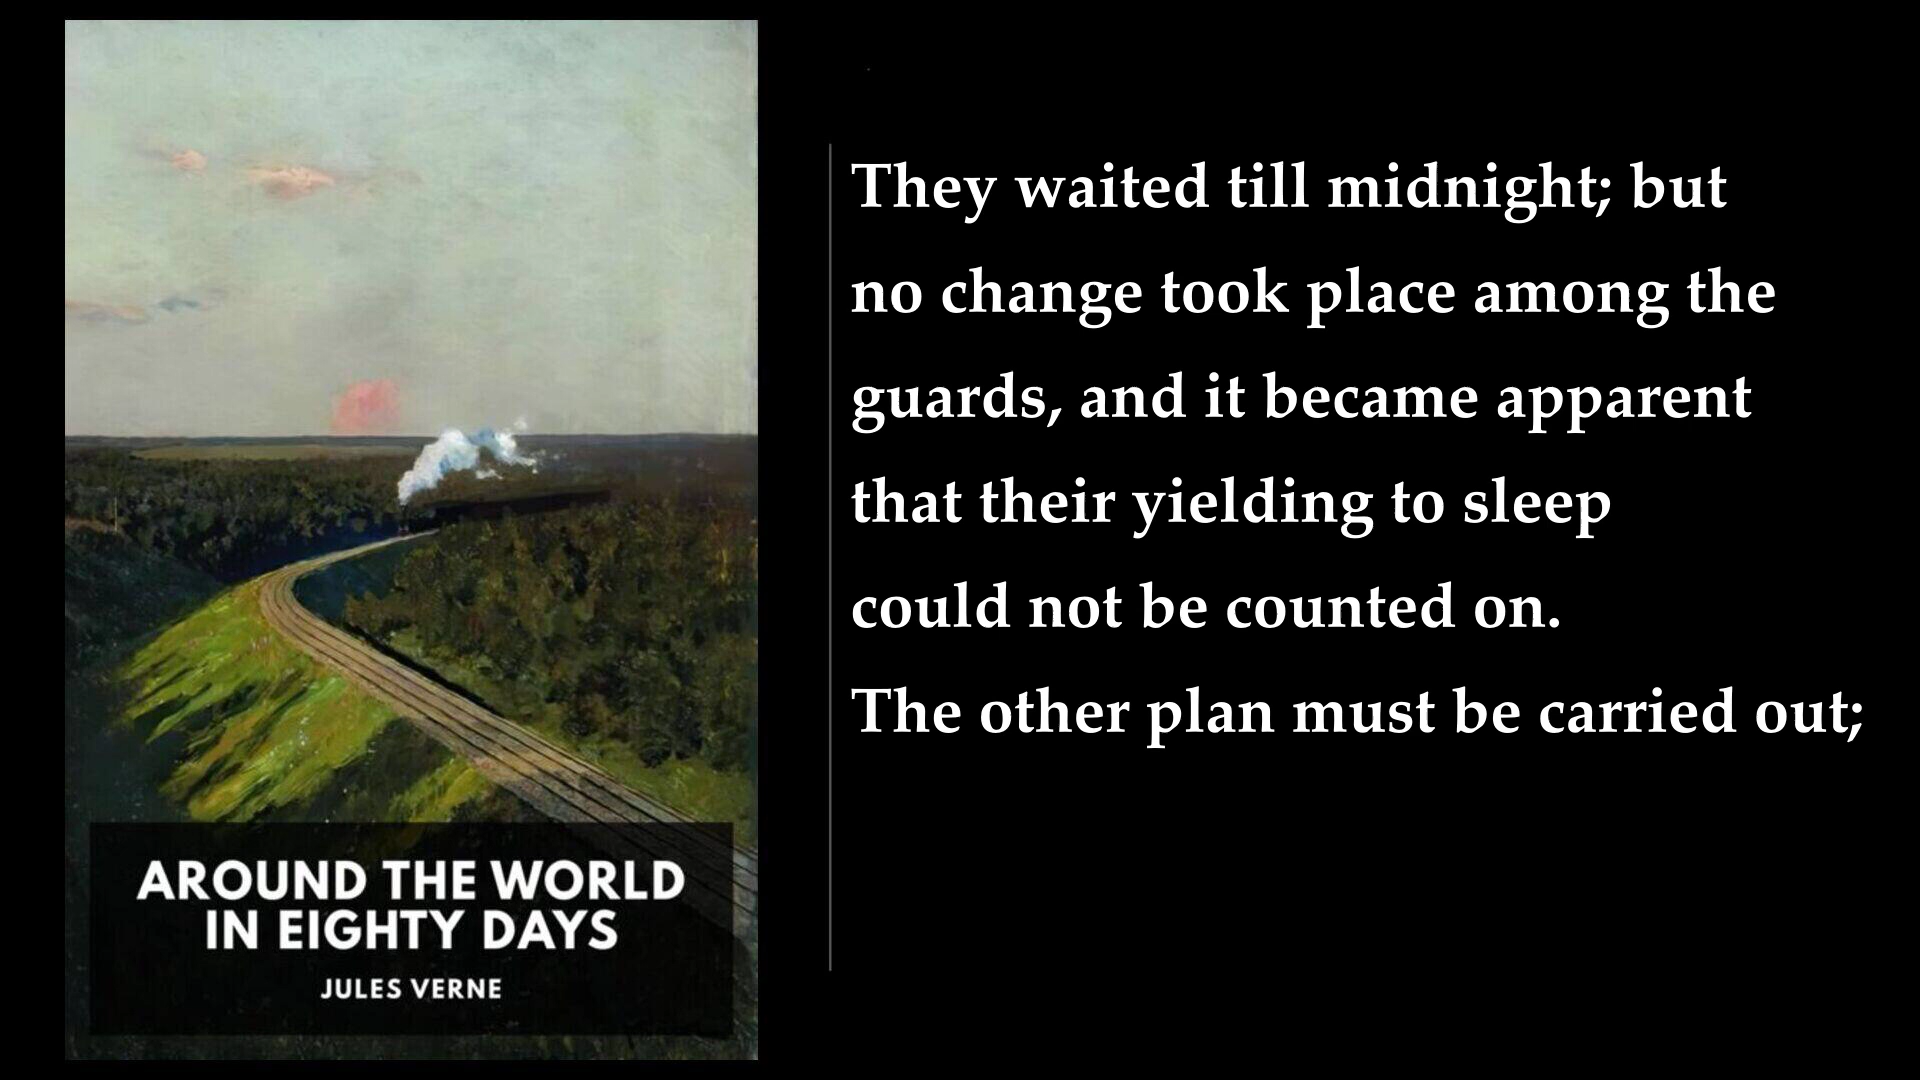 AROUND THE WORLD
IN EIGHTY DAYS
JULES VERNE
They waited till midnight; but
no change took place among the
guards, and it became apparent
that their yielding to sleep
could not be counted on.
The other plan must be carried out;